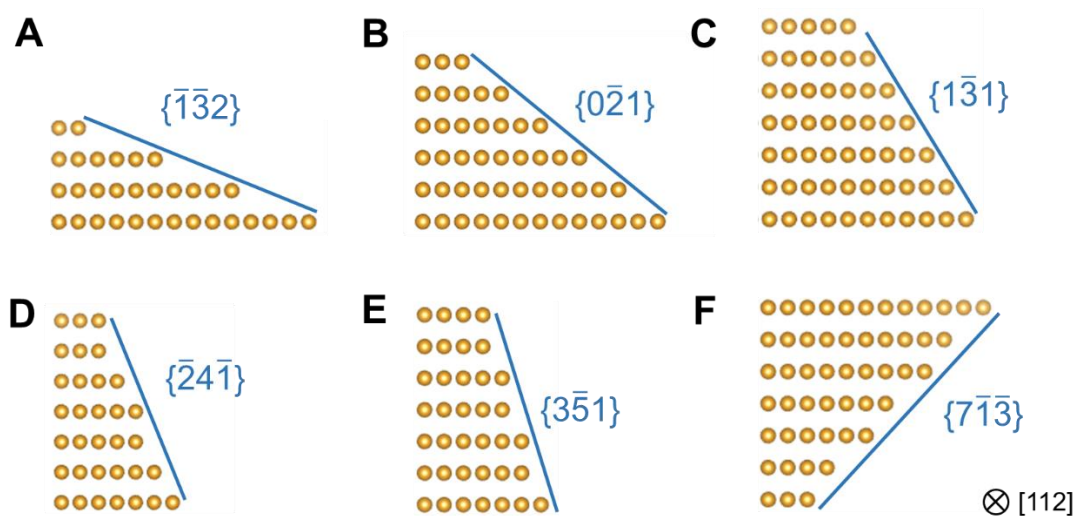 A
B
C
{1̄3̄2}
{02̄1}
{13̄1}
D
E
F
{2̄41̄}
{35̄1}
{71̄3̄}
⊗ [112]